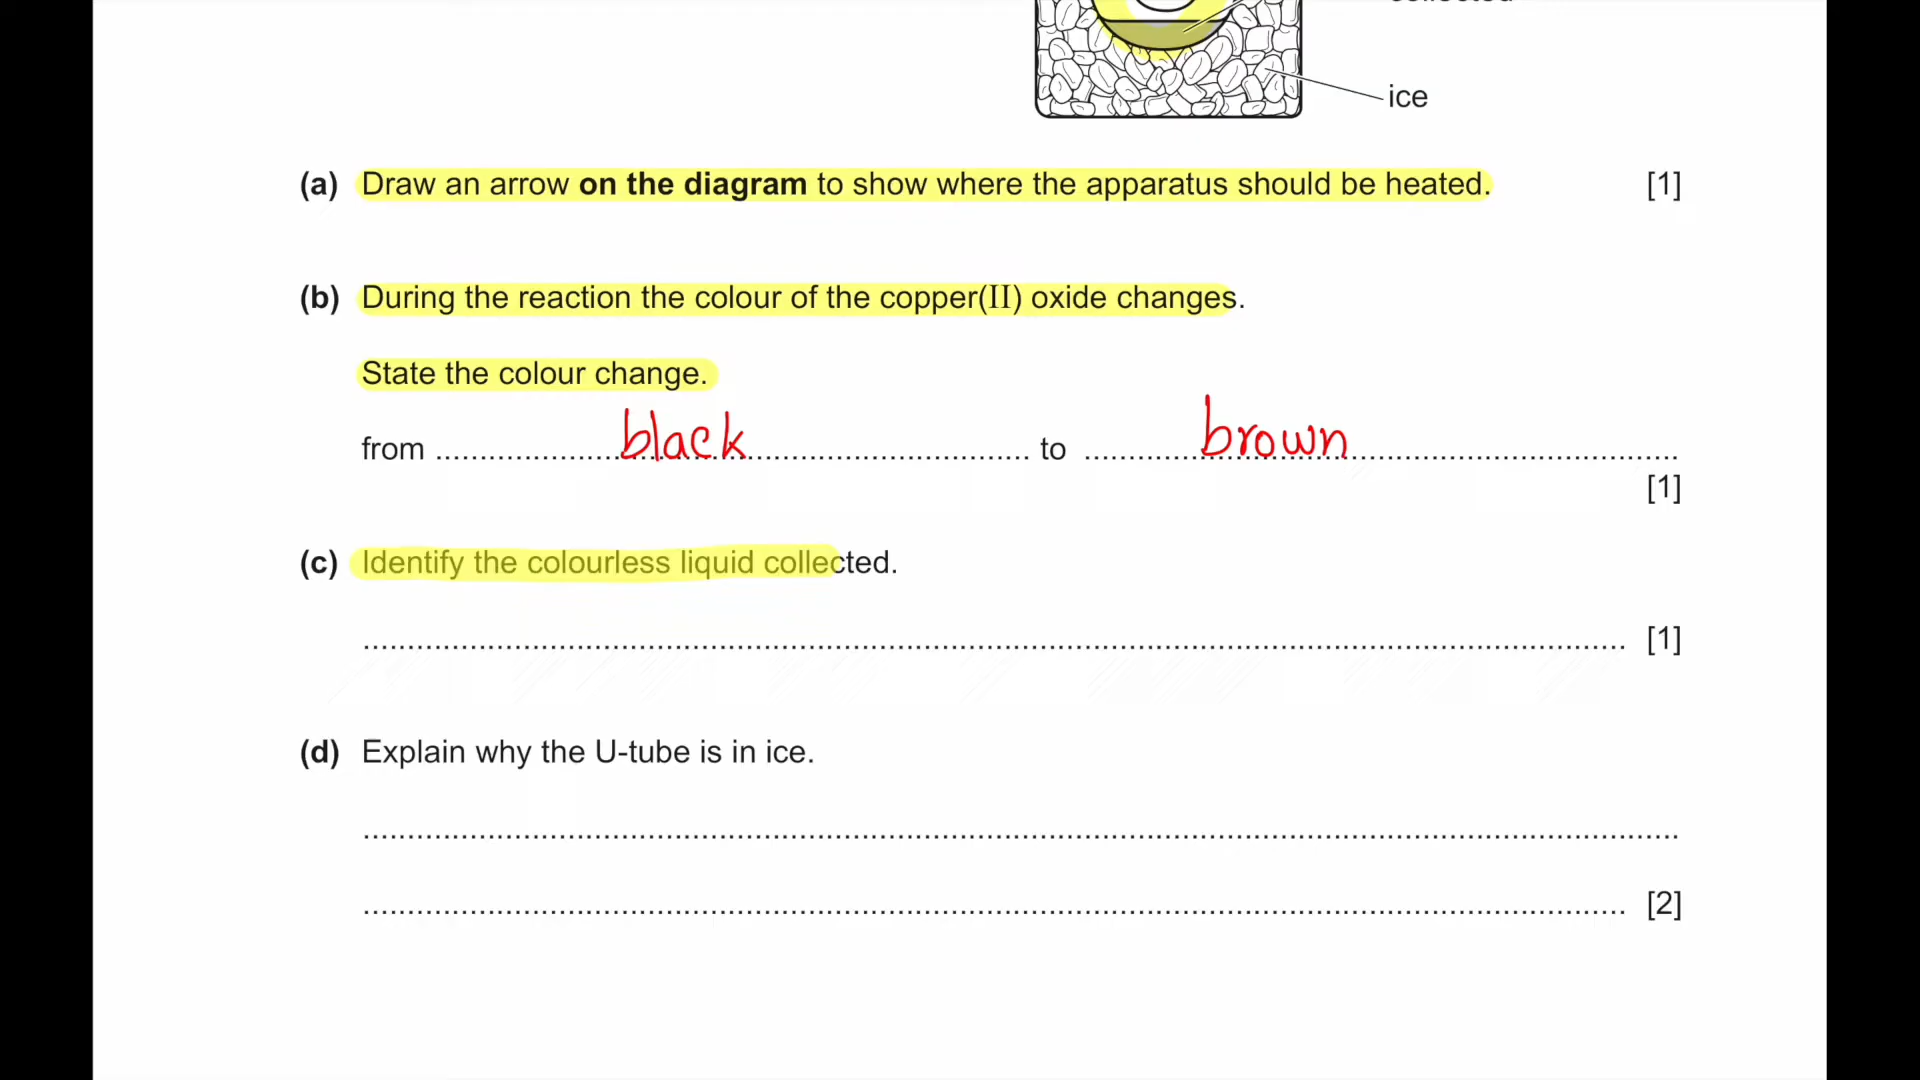 ice
(a) Draw an arrow on the diagram to show where the apparatus should be heated. [1]
(b) During the reaction the colour of the copper(II) oxide changes.
State the colour change.
from ........ black ........ to ........ brown ........
[1]
(c) Identify the colourless liquid collected.
........ [1]
(d) Explain why the U-tube is in ice.
........
........ [2]